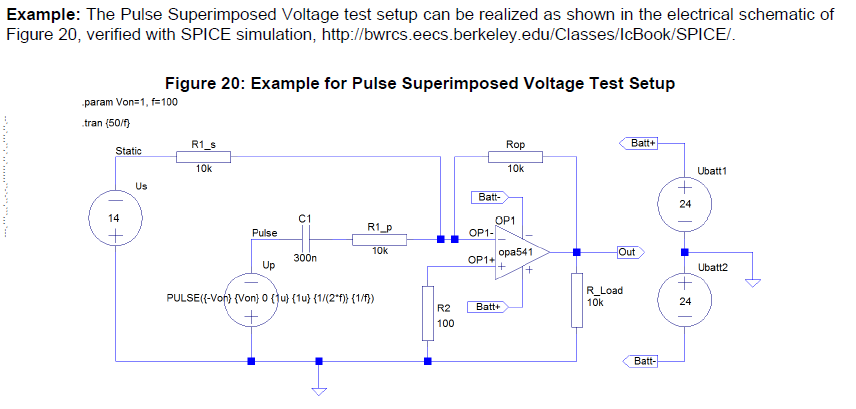 Example: The Pulse Superimposed Voltage test setup can be realized as shown in the electrical schematic of
Figure 20, verified with SPICE simulation, http://bwrcs.eecs.berkeley.edu/Classes/IcBook/SPICE/.
Figure 20: Example for Pulse Superimposed Voltage Test Setup
.param Von=1, f=100
.tran {50/f}
Static
R1_s
10k
Us
14
Pulse
C1
300n
R1_p
10k
Up
PULSE({-Von} {Von} 0 {1u} {1u} {1/(2*f)} {1/f})
Rop
10k
Batt-
OP1
OP1-
opa541
OP1+
Batt+
R2
100
Out
R_Load
10k
Batt+
Ubatt1
24
Ubatt2
24
Batt-